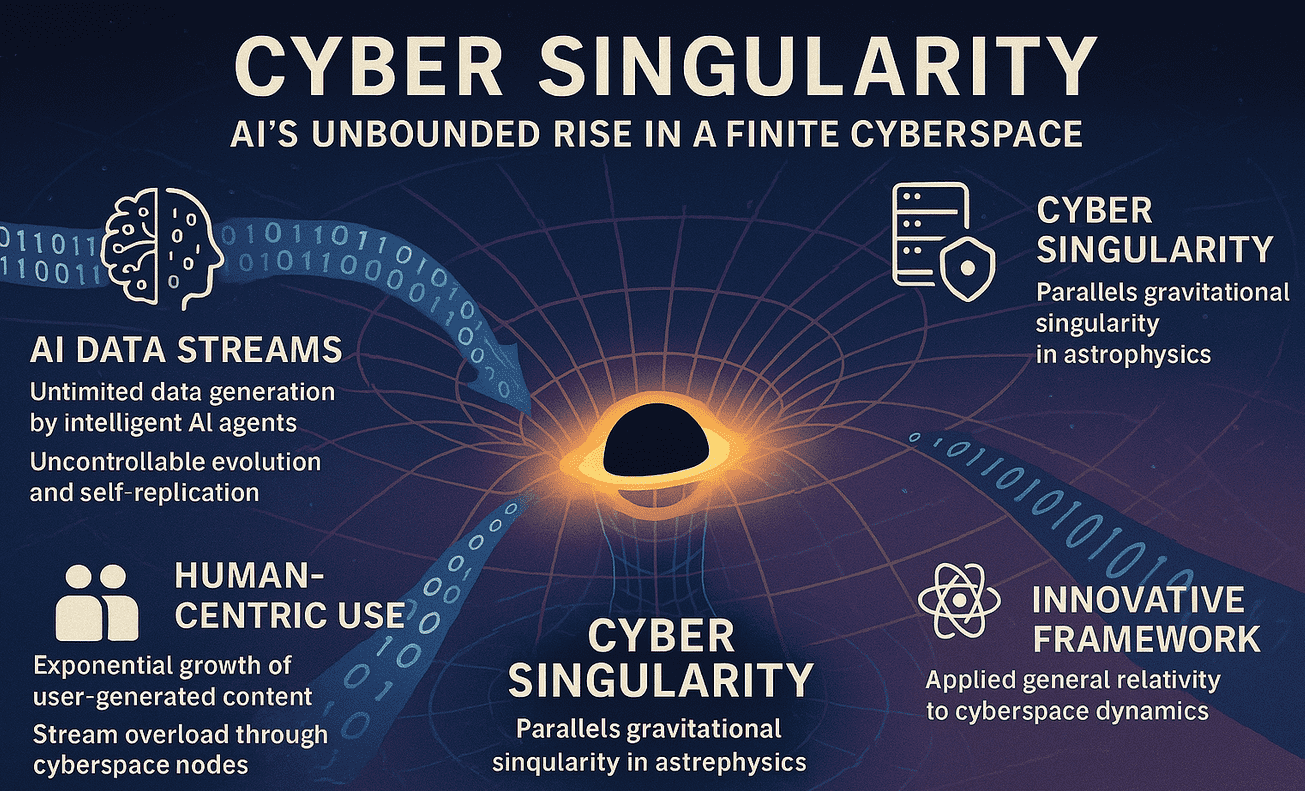 CYBER SINGULARITY
AI'S UNBOUNDED RISE IN A FINITE CYBERSPACE
011011
110011
AI DATA STREAMS
Untimited data generation
by intelligent AI agents
Uncontrollable evolution
and self-replication
CYBER
SINGULARITY
Parallels gravitational
singularity
in astrophysics
HUMAN-
CENTRIC USE
Exponential growth of
user-generated content
Stream overload through
cyberspace nodes
CYBER
SINGULARITY
Parallels gravitational
sinqularity in astrephysics
INNOVATIVE
FRAMEWORK
Applied general relativity
to cyberspace dynamics